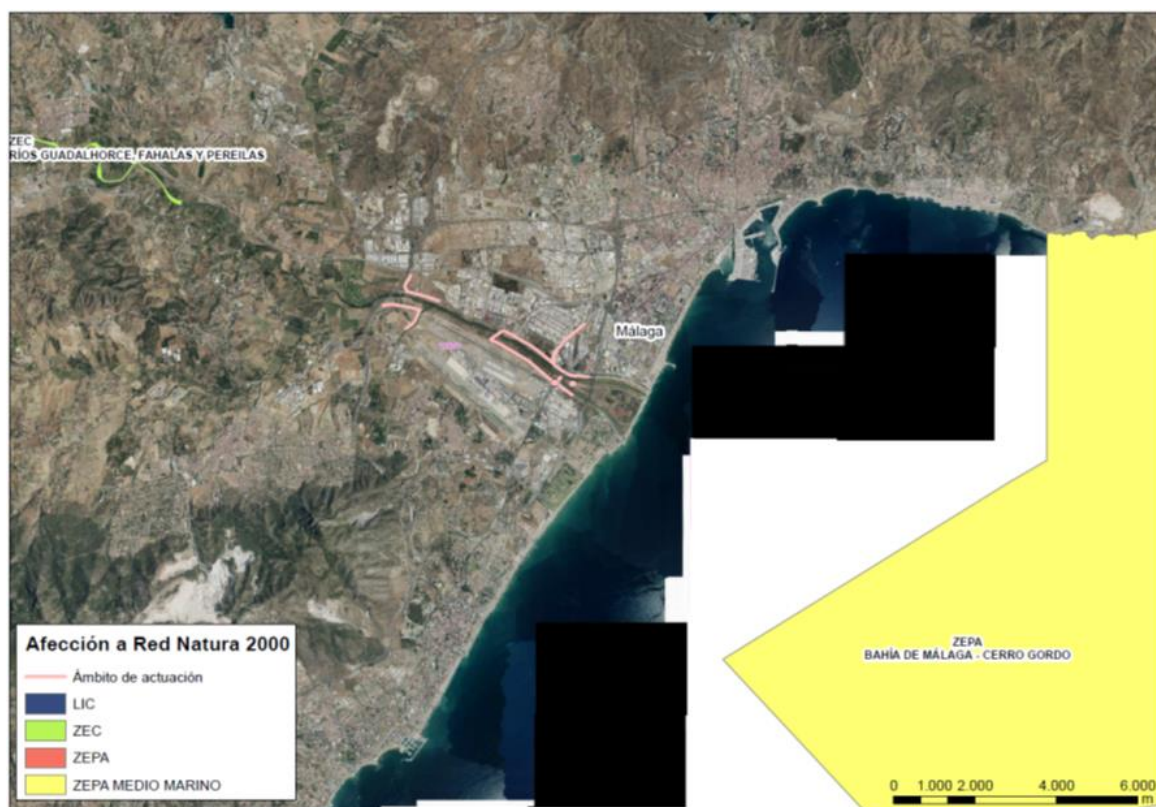 ZEC
RÍOS GUADALHORCE, FAHALAS Y PEREILAS
Málaga
ZEPA
BAHÍA DE MÁLAGA - CERRO GORDO
Afección a Red Natura 2000
Ámbito de actuación
LIC
ZEC
ZEPA
ZEPA MEDIO MARINO
0 1.000 2.000 4.000 6.000
m